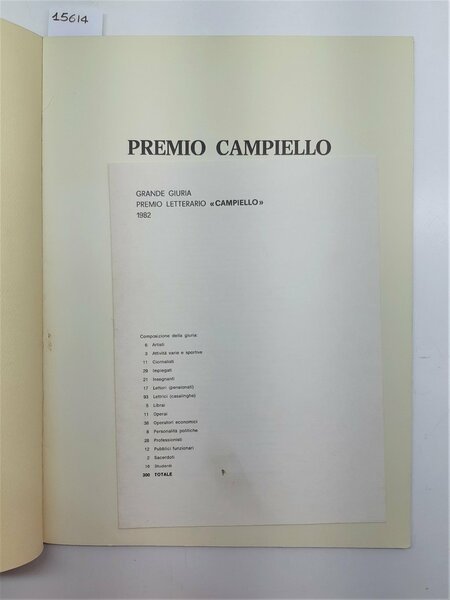 15614
PREMIO CAMPIELLO
GRANDE GIURIA
PREMIO LETTERARIO «CAMPIELLO»
1982
Composizione della giuria:
6 Artisti
3 Attività varie e sportive
11 Giornalisti
29 Impiegati
21 Insegnanti
17 Lettori (pensionati)
93 Lettrici (casalinghe)
5 Librai
11 Operai
38 Operatori economici
8 Personalità politiche
28 Professionisti
12 Pubblici funzionari
2 Sacerdoti
16 Studenti
300 TOTALE